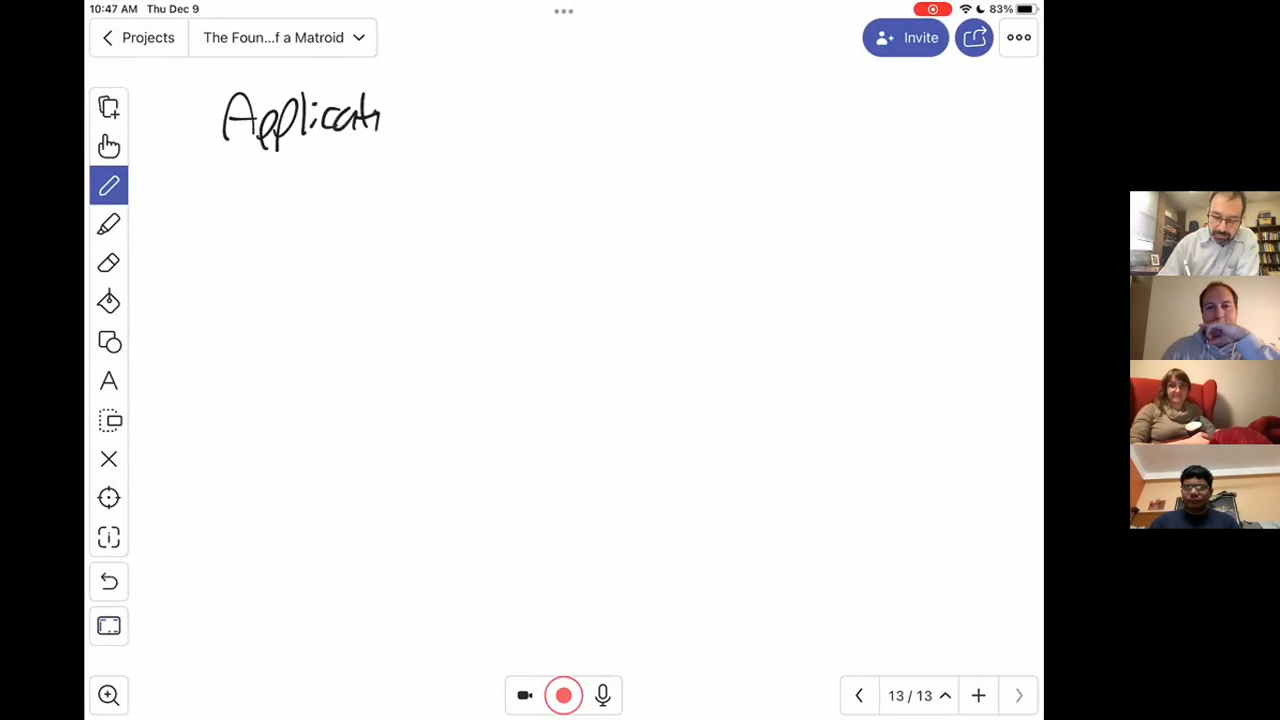 10:47 AM Thu Dec 9
83%
Projects
The Foun...f a Matroid
Invite
Applicati
A
13 / 13